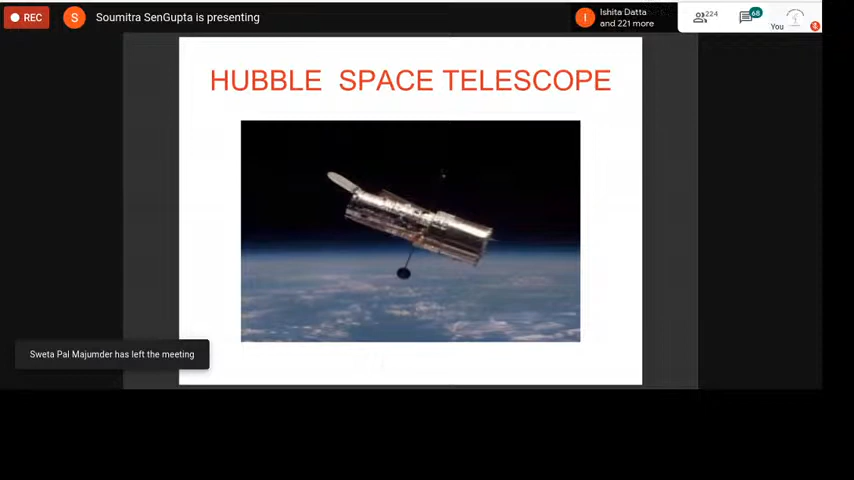 REC
S
Soumitra SenGupta is presenting
!
Ishita Datta
and 221 more
224
68
You
HUBBLE SPACE TELESCOPE
Sweta Pal Majumder has left the meeting